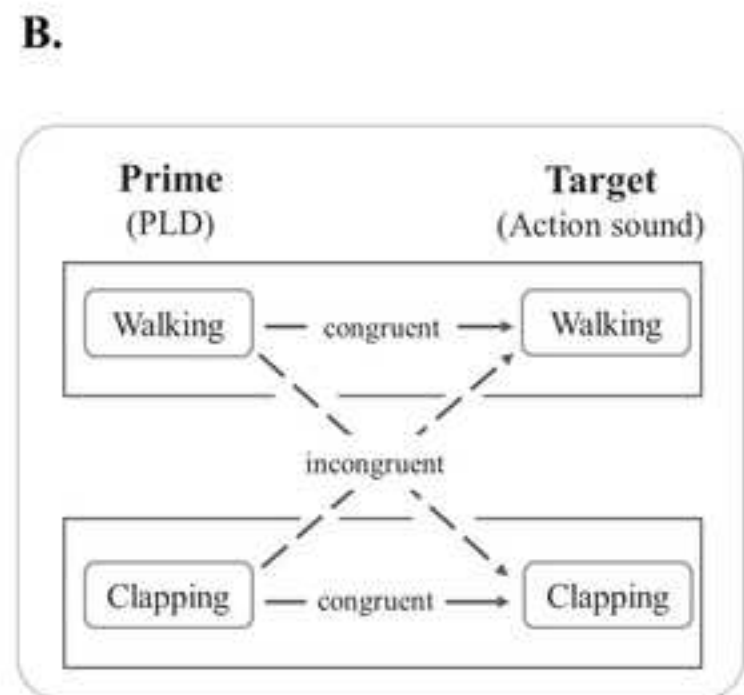 B.
Prime Target
(PLD) (Action sound)
Walking congruent Walking
incongruent
Clapping congruent Clapping